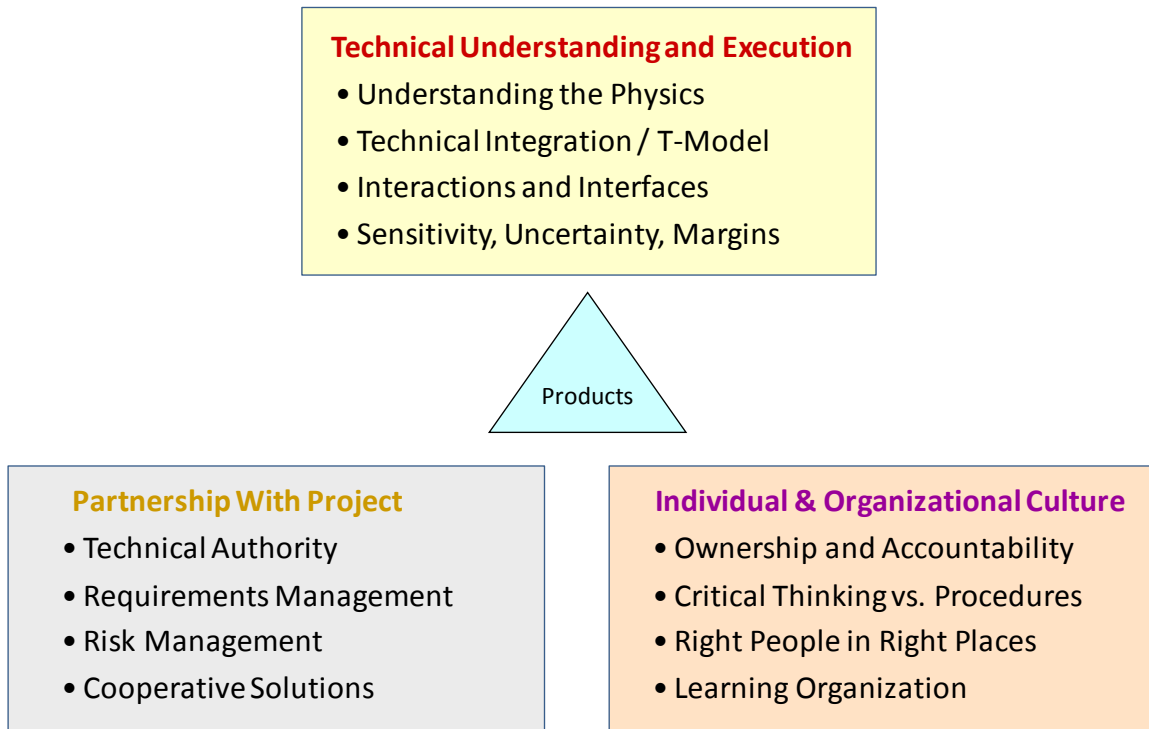 Technical Understanding and Execution
• Understanding the Physics
• Technical Integration / T-Model
• Interactions and Interfaces
• Sensitivity, Uncertainty, Margins
Products
Partnership With Project
• Technical Authority
• Requirements Management
• Risk Management
• Cooperative Solutions
Individual & Organizational Culture
• Ownership and Accountability
• Critical Thinking vs. Procedures
• Right People in Right Places
• Learning Organization